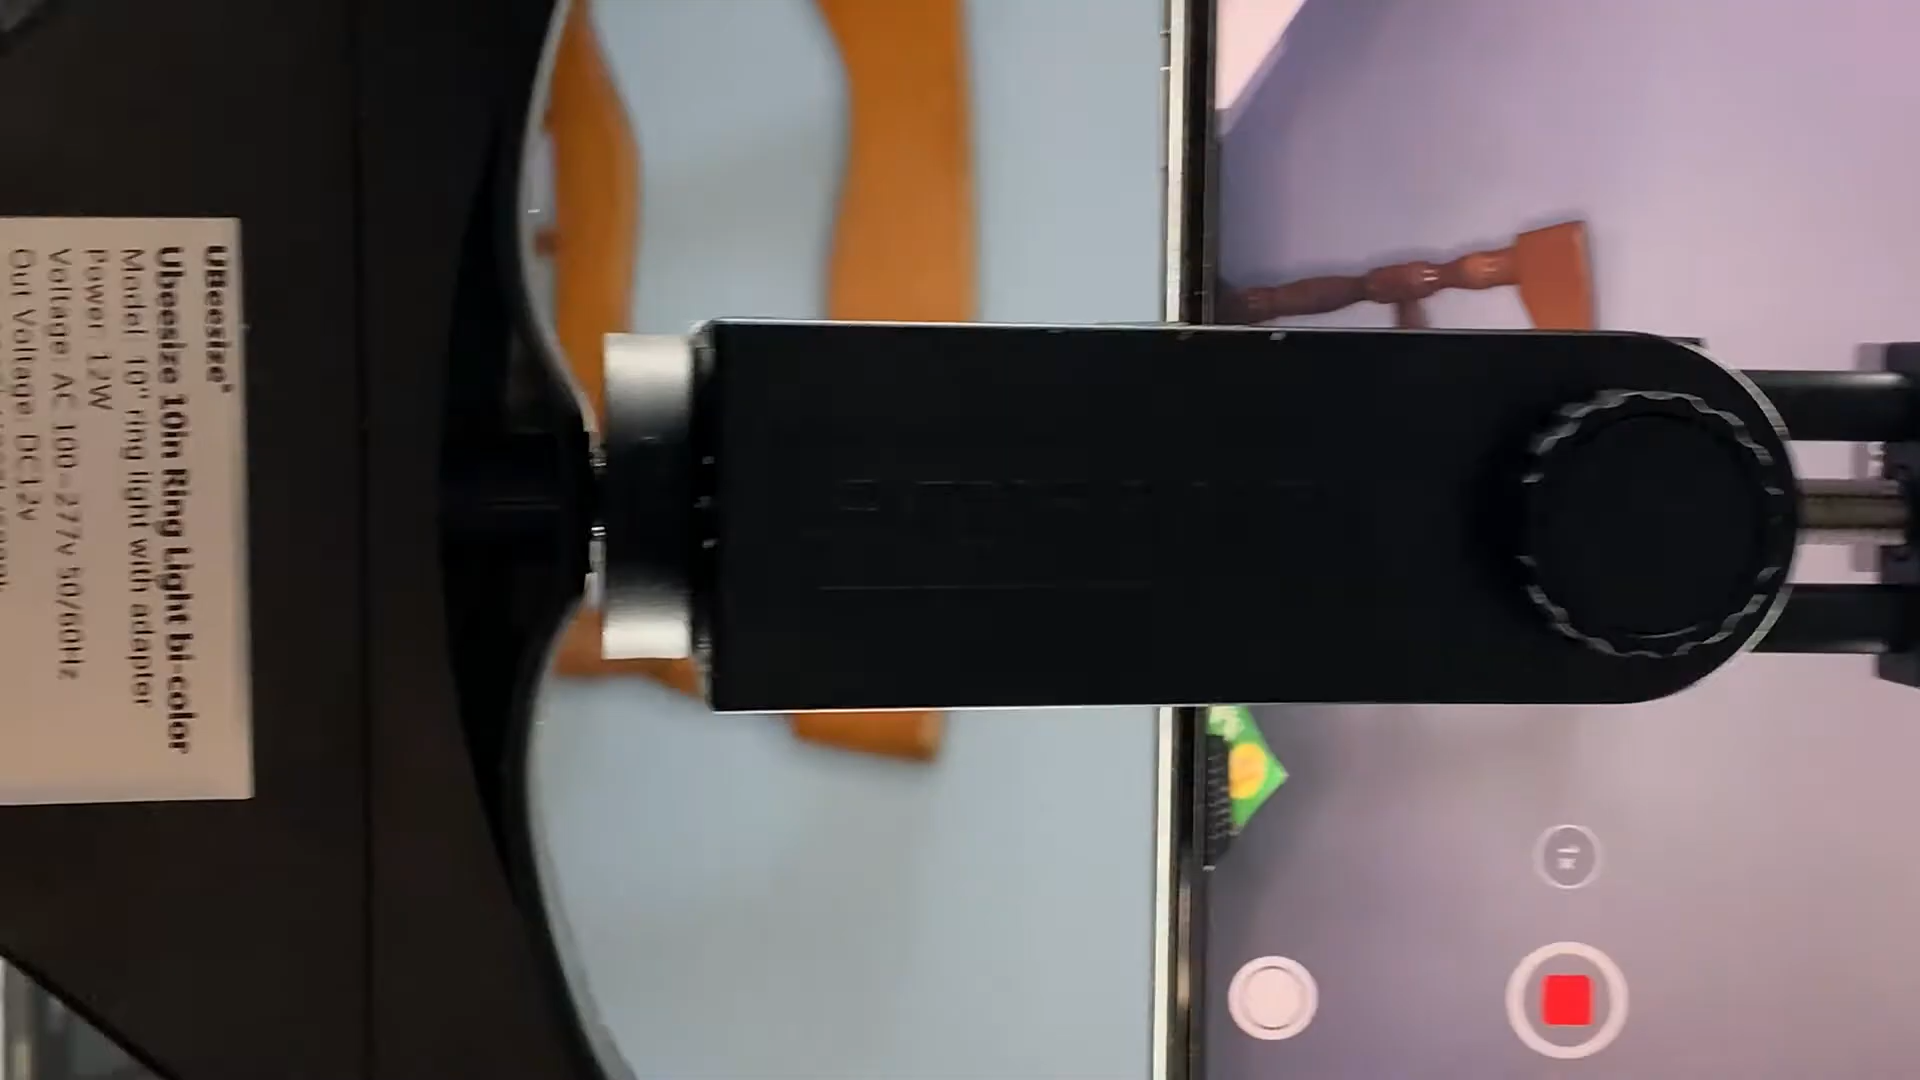 UBeesize®
Ubeesize 10in Ring Light bi-color
Model: 10" ring light with adapter
Power: 12W
Voltage: AC 100-277v 50/60Hz
Out Voltage: DC12v
1x